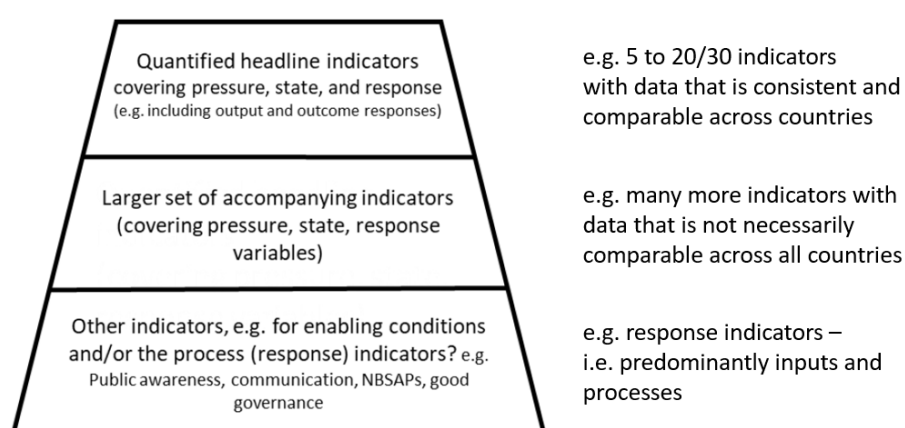 Quantified headline indicators
covering pressure, state, and response
(e.g. including output and outcome responses)
e.g. 5 to 20/30 indicators
with data that is consistent and
comparable across countries
Larger set of accompanying indicators
(covering pressure, state, response
variables)
e.g. many more indicators with
data that is not necessarily
comparable across all countries
Other indicators, e.g. for enabling conditions
and/or the process (response) indicators? e.g.
Public awareness, communication, NBSAPs, good
governance
e.g. response indicators –
i.e. predominantly inputs and
processes